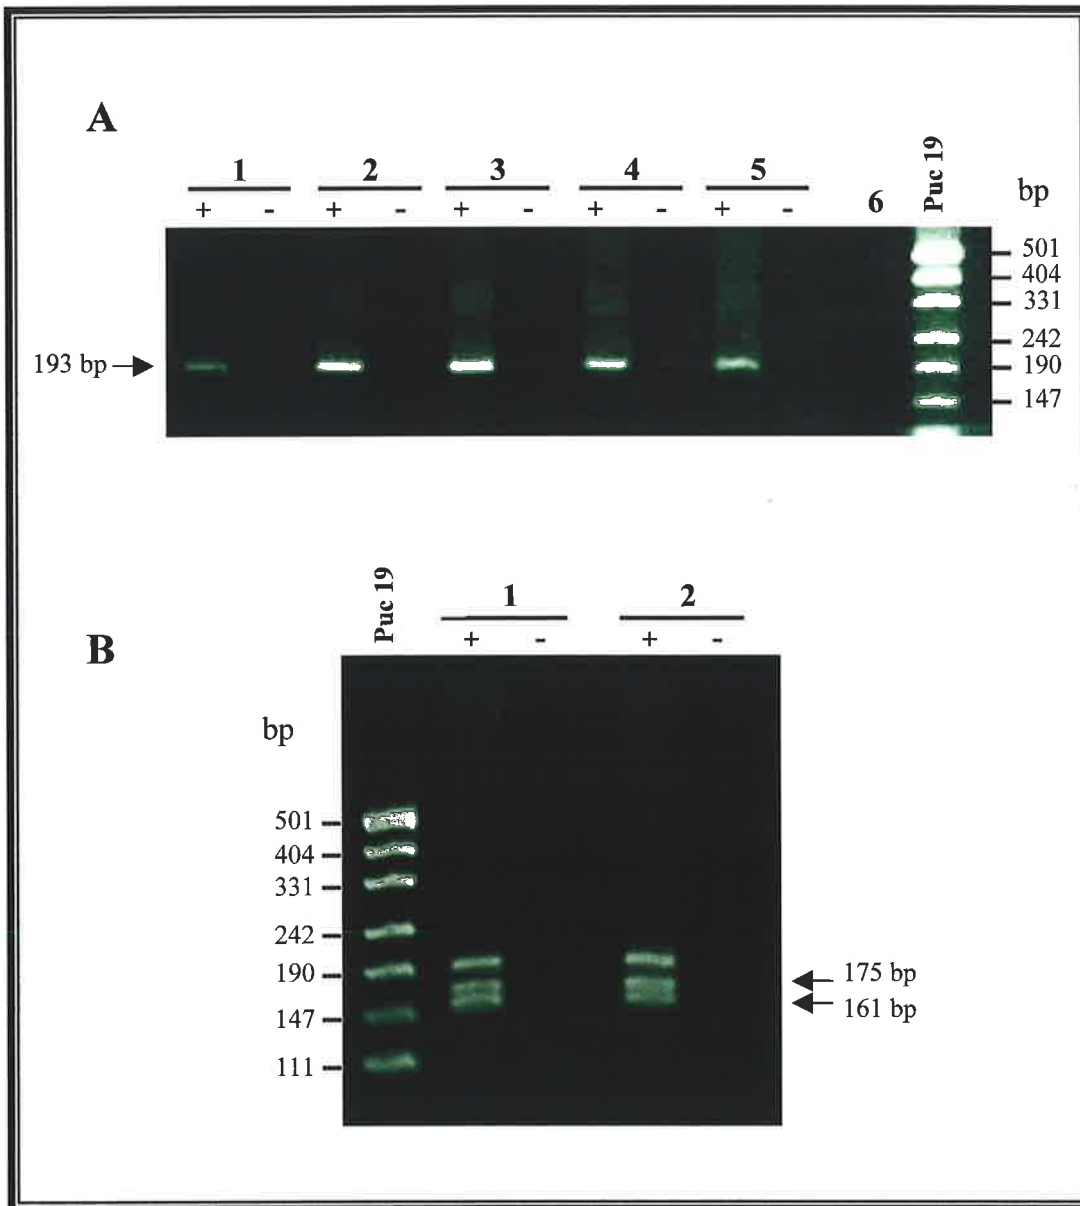 A
1 2 3 4 5 6 Puc 19 bp
+ - + - + - + - + -
501
404
331
242
193 bp
190
147
Puc 19 1 2
+ - + -
B
bp
501
404
331
242
190
175 bp
161 bp
147
111